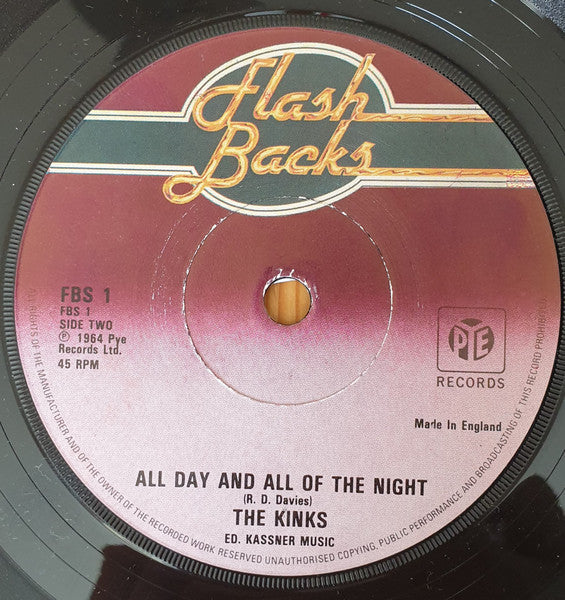 Flash
Backs
FBS 1
FBS 1
SIDE TWO
℗ 1964 Pye
Records Ltd.
45 RPM
PYE
RECORDS
Made In England
ALL DAY AND ALL OF THE NIGHT
(R. D. Davies)
THE KINKS
ED. KASSNER MUSIC
ALL RIGHTS OF THE MANUFACTURER AND OF THE OWNER OF THE RECORDED WORK RESERVED UNAUTHORISED COPYING, PUBLIC PERFORMANCE AND BROADCASTING OF THIS RECORD PROHIBITED